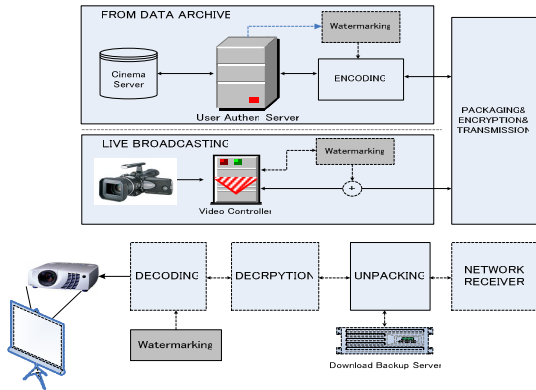 FROM DATA ARCHIVE
Watermarking
Cinema
Server
ENCODING
User Authen Server
PACKAGING&
ENCRYPTION&
TRANSMISSION
LIVE BROADCASTING
Watermarking
+
Video Controller
DECODING
DECRPYTION
UNPACKING
NETWORK
RECEIVER
Watermarking
Download Backup Server